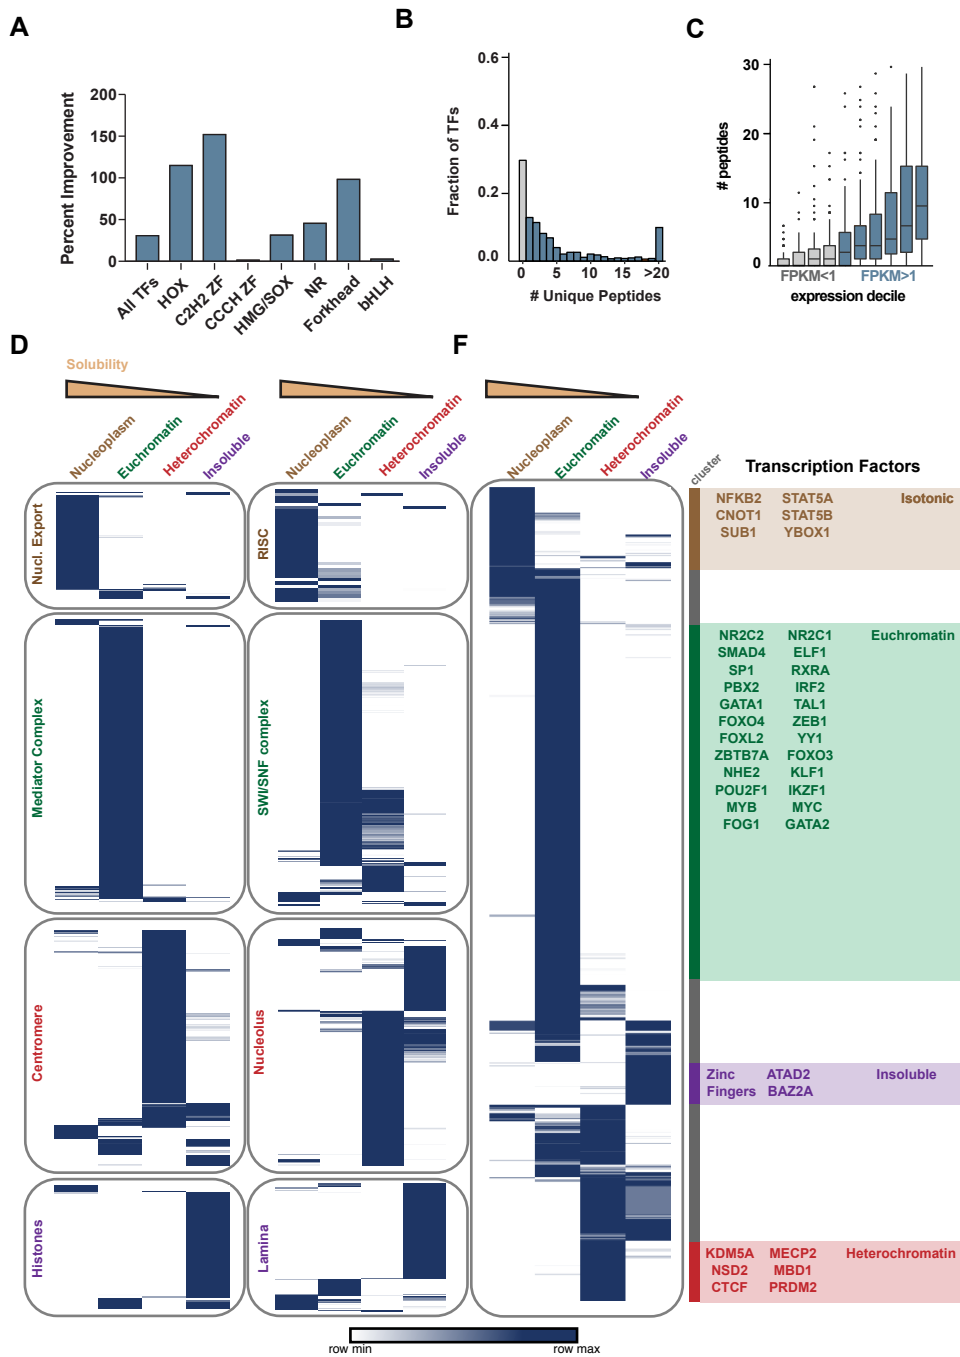 A
Percent Improvement
200
150
100
50
0
All TFs
HOX
C2H2 ZF
CCCH ZF
HMG/SOX
NR
Forkhead
bHLH
B
Fraction of TFs
0.6
0.4
0.2
0.0
0
5
10
15
>20
# Unique Peptides
C
# peptides
30
20
10
0
FPKM<1
FPKM>1
expression decile
D
Solubility
Nucleoplasm
Euchromatin
Heterochromatin
Insoluble
Nucleoplasm
Euchromatin
Heterochromatin
Insoluble
Nucl. Export
RISC
Mediator Complex
SWI/SNF complex
Centromere
Nucleolus
Histones
Lamina
row min
row max
F
Nucleoplasm
Euchromatin
Heterochromatin
Insoluble
cluster
Transcription Factors
NFKB2 STAT5A Isotonic
CNOT1 STAT5B
SUB1 YBOX1
NR2C2 NR2C1 Euchromatin
SMAD4 ELF1
SP1 RXRA
PBX2 IRF2
GATA1 TAL1
FOXO4 ZEB1
FOXL2 YY1
ZBTB7A FOXO3
NHE2 KLF1
POU2F1 IKZF1
MYB MYC
FOG1 GATA2
Zinc ATAD2 Insoluble
Fingers BAZ2A
KDM5A MECP2 Heterochromatin
NSD2 MBD1
CTCF PRDM2